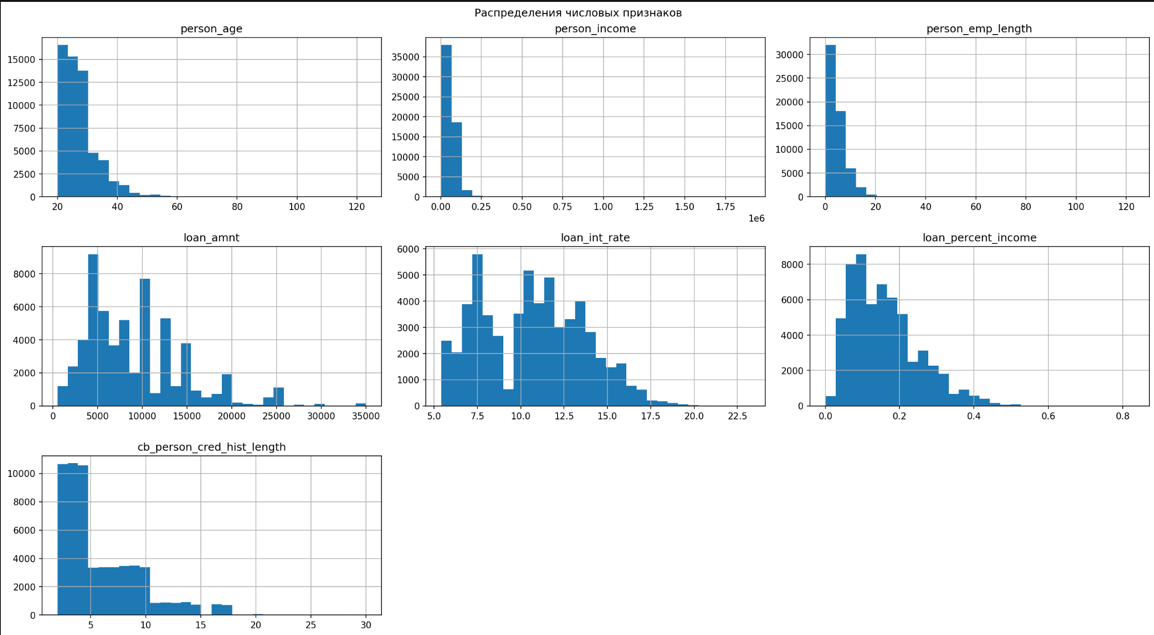 Распределения числовых признаков
person_age
person_income
person_emp_length
15000
12500
10000
7500
5000
2500
0
20 40 60 80 100 120
35000
30000
25000
20000
15000
10000
5000
0
0.00 0.25 0.50 0.75 1.00 1.25 1.50 1.75
1e6
30000
25000
20000
15000
10000
5000
0
0 20 40 60 80 100 120
loan_amnt
loan_int_rate
loan_percent_income
8000
6000
4000
2000
0
0 5000 10000 15000 20000 25000 30000 35000
6000
5000
4000
3000
2000
1000
0
5.0 7.5 10.0 12.5 15.0 17.5 20.0 22.5
8000
6000
4000
2000
0
0.0 0.2 0.4 0.6 0.8
cb_person_cred_hist_length
10000
8000
6000
4000
2000
0
5 10 15 20 25 30